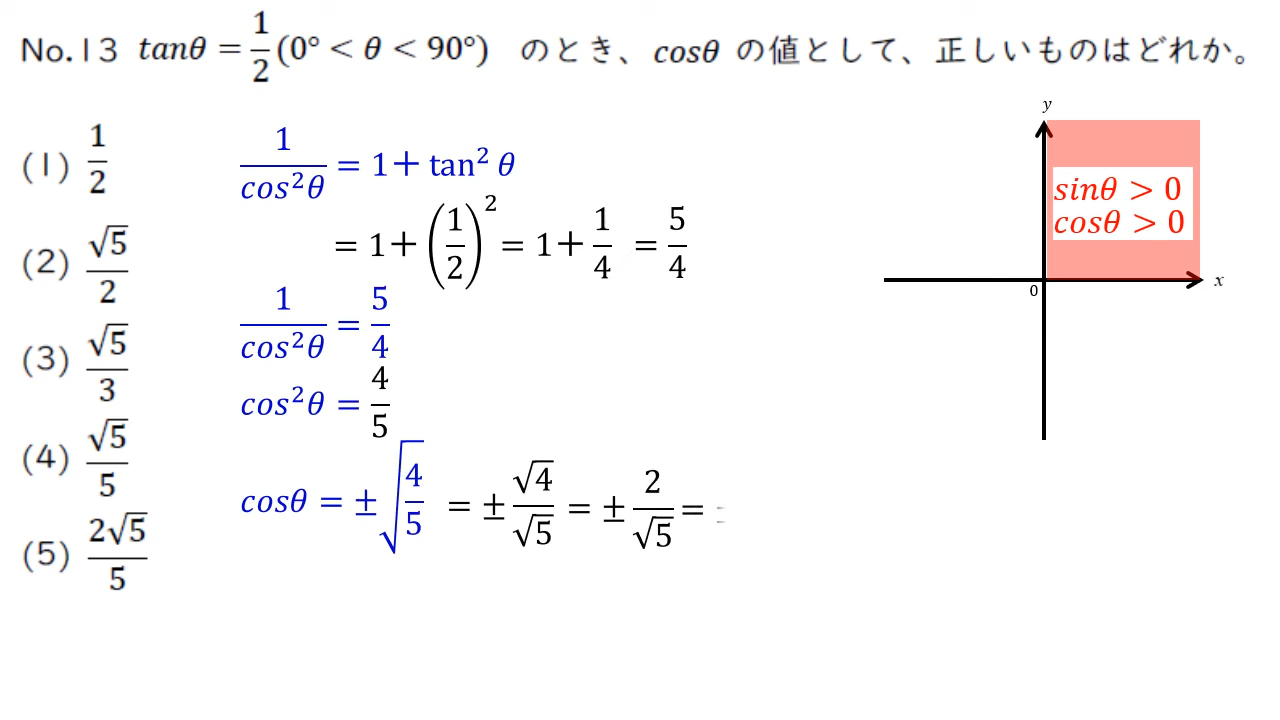 No.13 tanθ = 1/2 (0° < θ < 90°) のとき、cosθ の値として、正しいものはどれか。
(1) 1/2
(2) √5/2
(3) √5/3
(4) √5/5
(5) 2√5/5
1/cos²θ = 1 + tan² θ
= 1 + (1/2)² = 1 + 1/4 = 5/4
1/cos²θ = 5/4
cos²θ = 4/5
cosθ = ±√(4/5) = ± √4/√5 = ± 2/√5 =
y
sinθ > 0
cosθ > 0
0
x